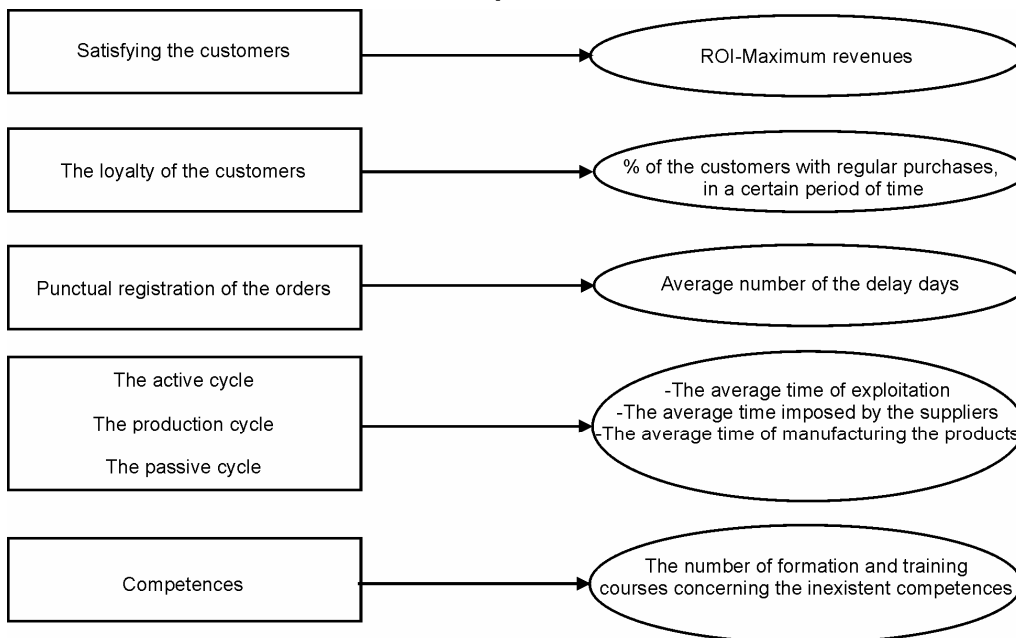 Satisfying the customers
ROI-Maximum revenues
The loyalty of the customers
% of the customers with regular purchases,
in a certain period of time
Punctual registration of the orders
Average number of the delay days
The active cycle
The production cycle
The passive cycle
-The average time of exploitation
-The average time imposed by the suppliers
-The average time of manufacturing the products
Competences
The number of formation and training
courses concerning the inexistent competences